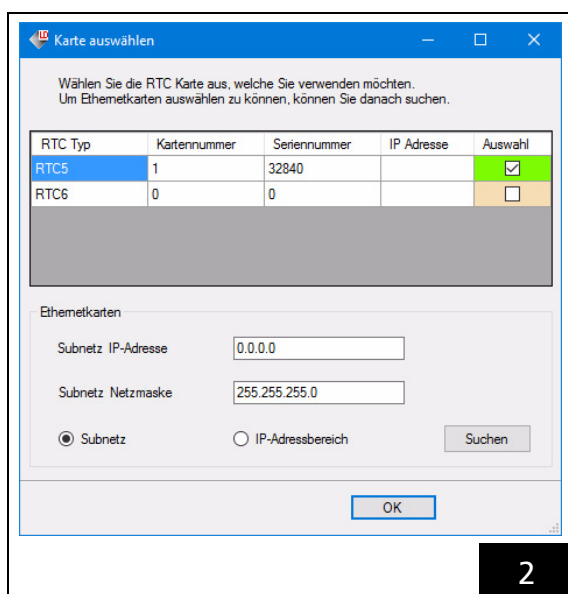 Karte auswählen
Wählen Sie die RTC Karte aus, welche Sie verwenden möchten.
Um Ethernetkarten auswählen zu können, können Sie danach suchen.
RTC Typ Kartennummer Seriennummer IP Adresse Auswahl
RTC5 1 32840
RTC6 0 0
Ethernetkarten
Subnetz IP-Adresse 0.0.0.0
Subnetz Netzmaske 255.255.255.0
Subnetz IP-Adressbereich Suchen
OK
2